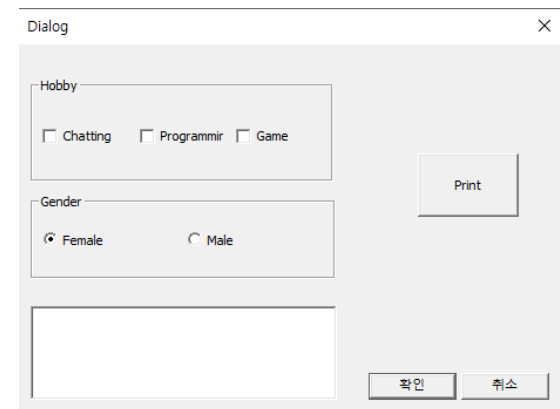 Dialog
Hobby
Chatting Programmir Game
Print
Gender
Female Male
확인 취소